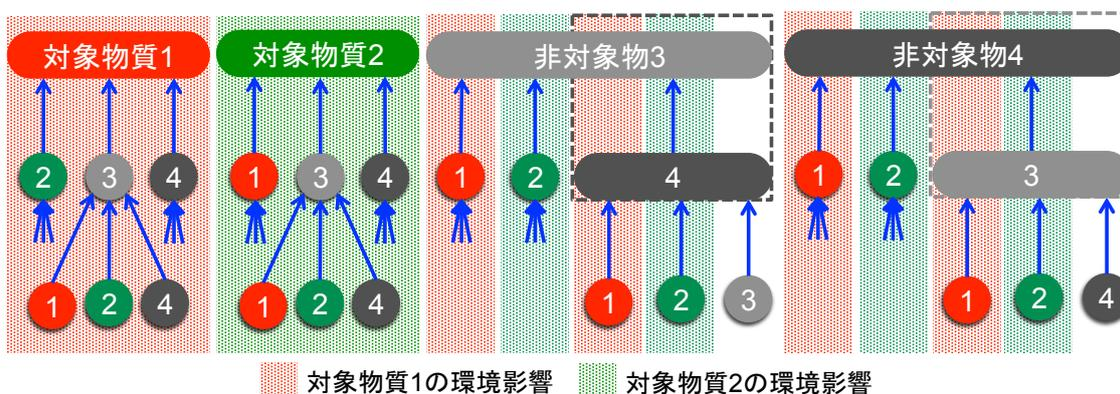 対象物質1 対象物質2 非対象物3 非対象物4
2 3 4 1 3 4 1 2 4 1 2 3
1 2 4 1 2 4 1 2 3 1 2 4
対象物質1の環境影響 対象物質2の環境影響